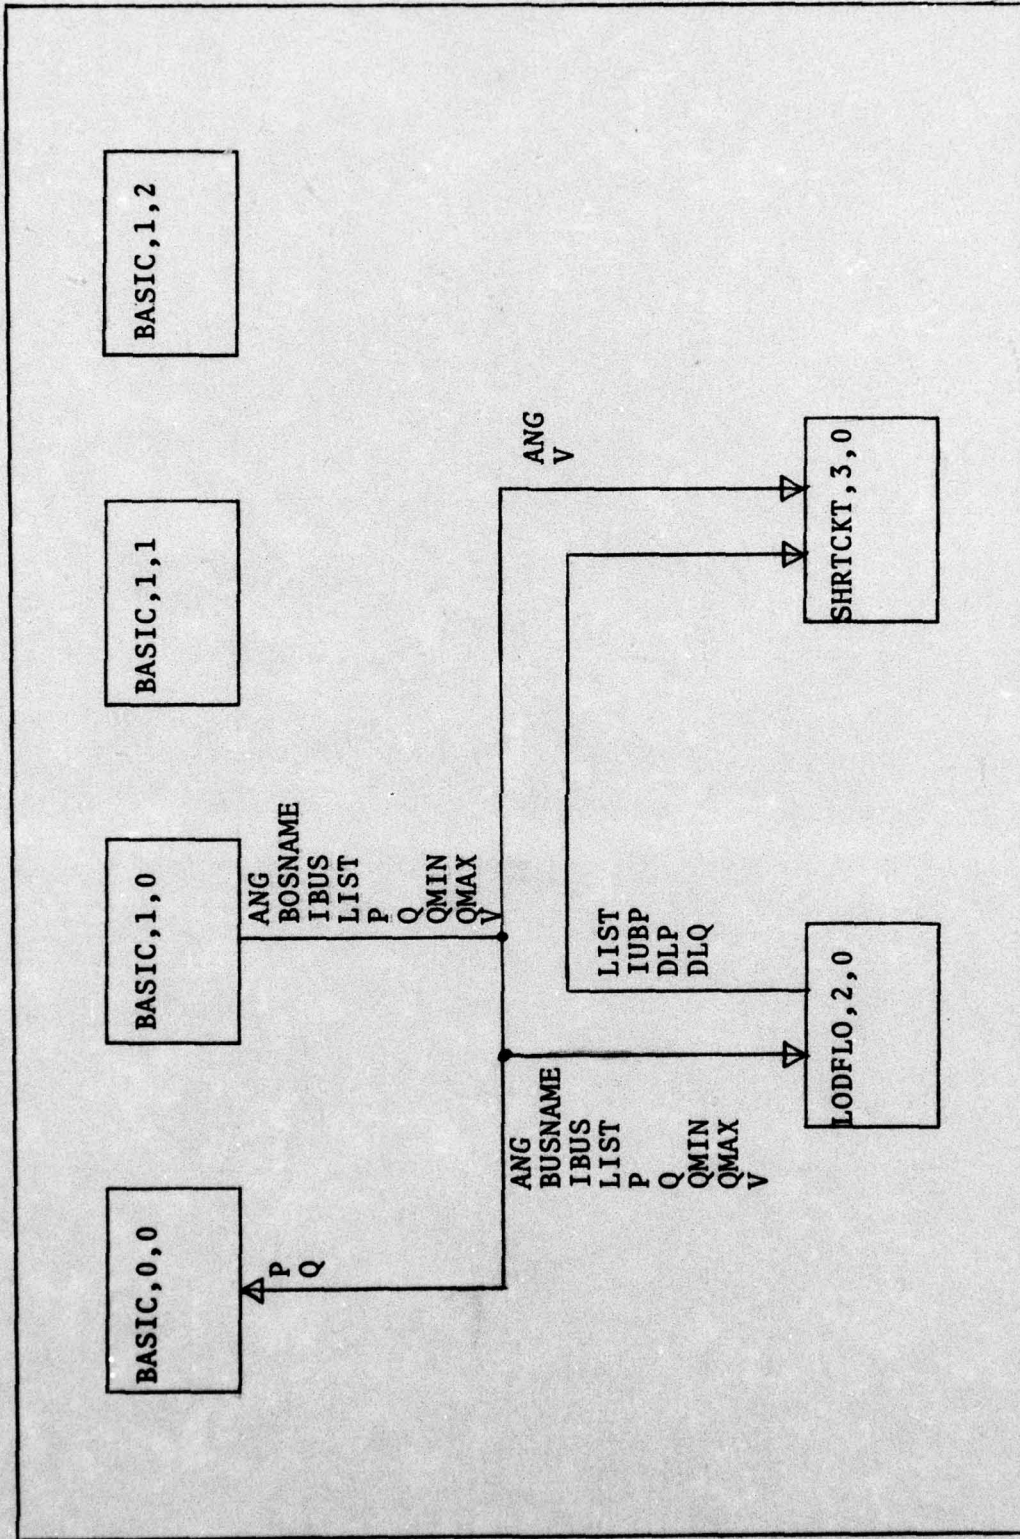 BASIC,0,0
BASIC,1,0
BASIC,1,1
BASIC,1,2
P
Q
ANG
BOSNAME
IBUS
LIST
P
Q
QMIN
QMAX
V
ANG
V
ANG
BUSNAME
IBUS
LIST
P
Q
QMIN
QMAX
V
LIST
IUBP
DLP
DLQ
LODFLO,2,0
SHRTCKT,3,0